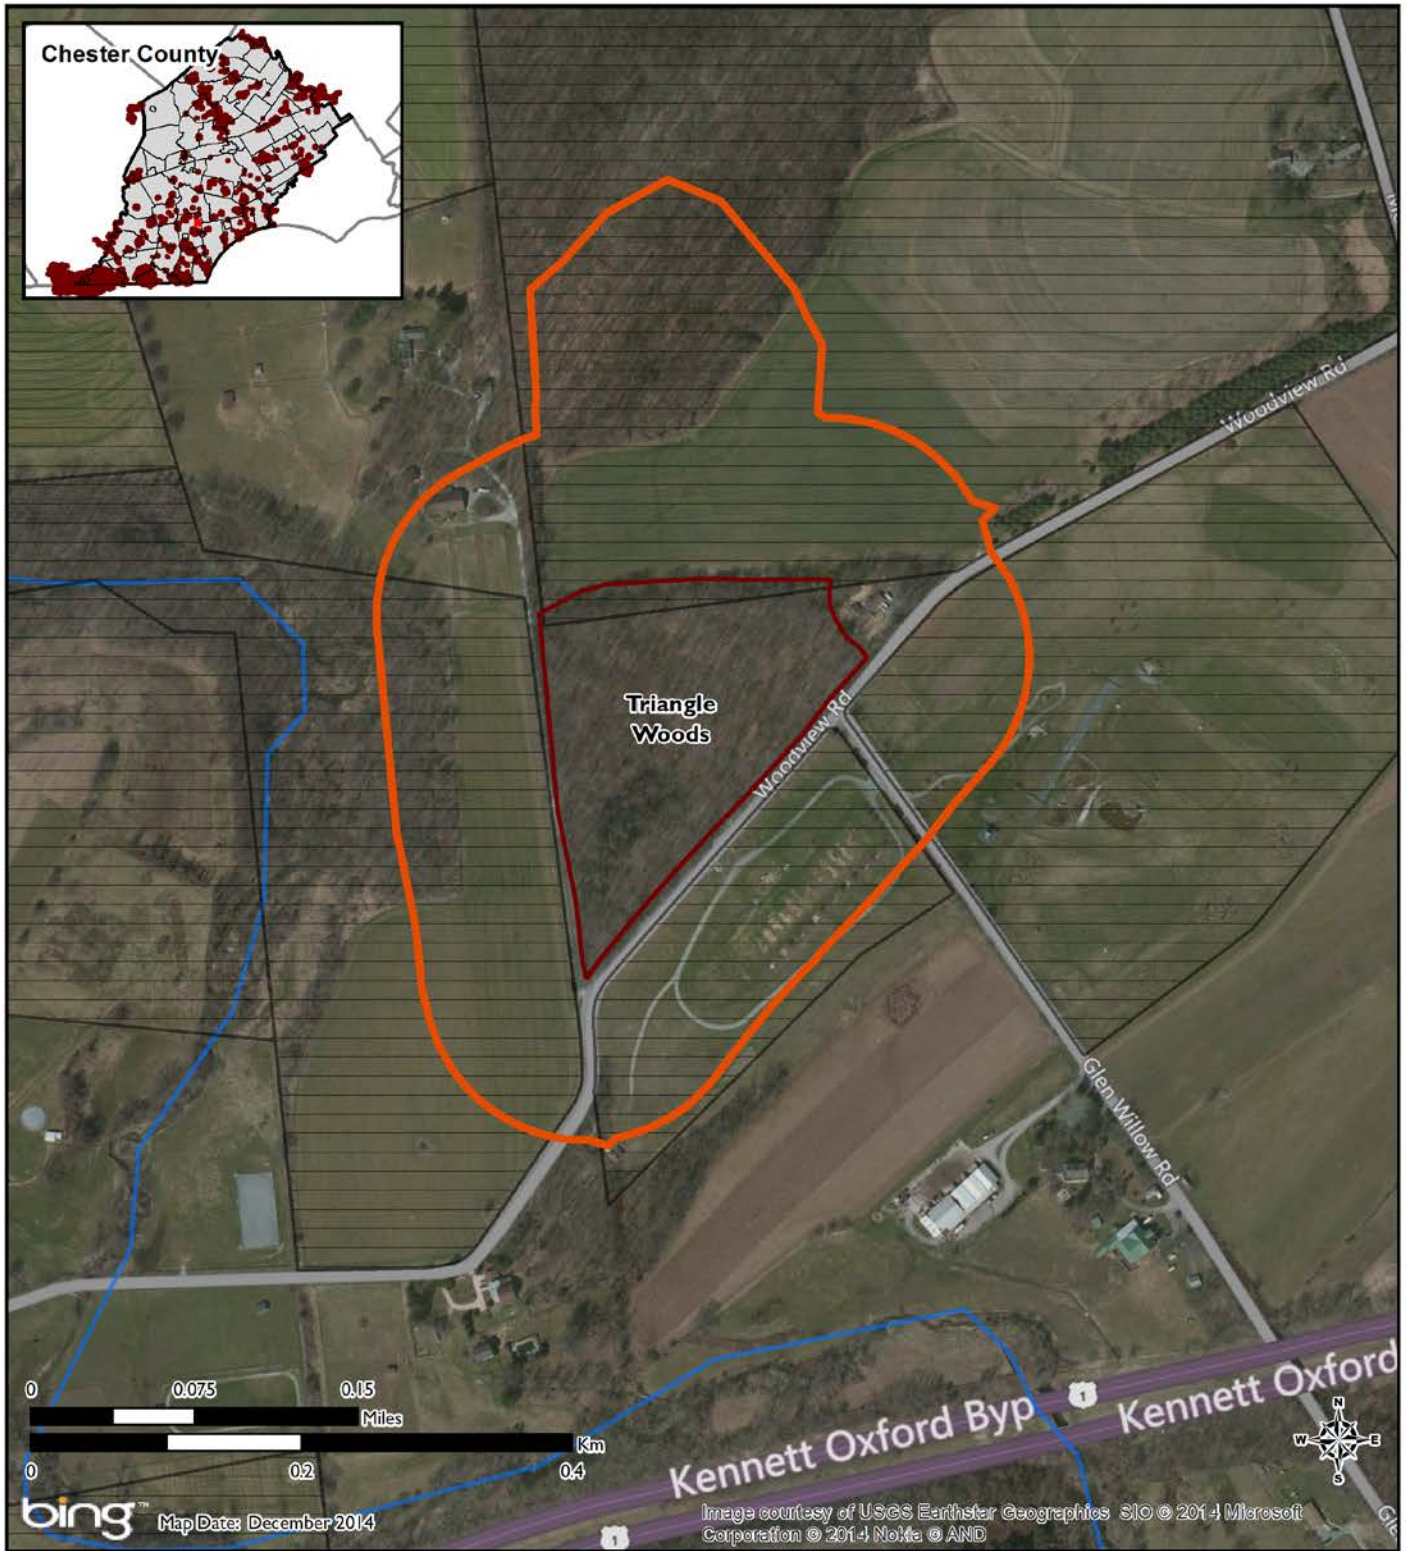 Chester County
Woodview Rd
Triangle
Woods
Woodview Rd
Glen Willow Rd
0 0.075 0.15
Miles
Km
0 0.2 0.4
Kennett Oxford Byp
1
Kennett Oxford
N
W E
S
bing™
Map Date: December 2014
1
Image courtesy of USGS Earthstar Geographics SIO © 2014 Microsoft
Corporation © 2014 Nokia © AND